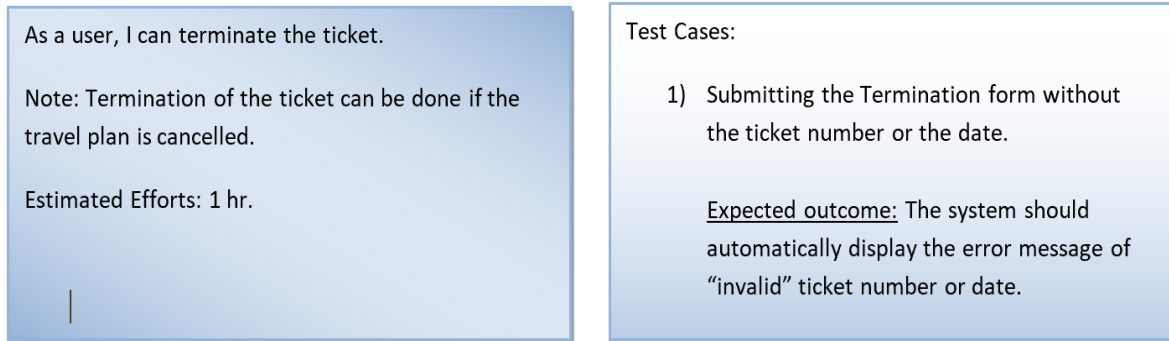 As a user, I can terminate the ticket.
Note: Termination of the ticket can be done if the
travel plan is cancelled.
Estimated Efforts: 1 hr.
Test Cases:
1) Submitting the Termination form without
the ticket number or the date.
Expected outcome: The system should
automatically display the error message of
“invalid” ticket number or date.